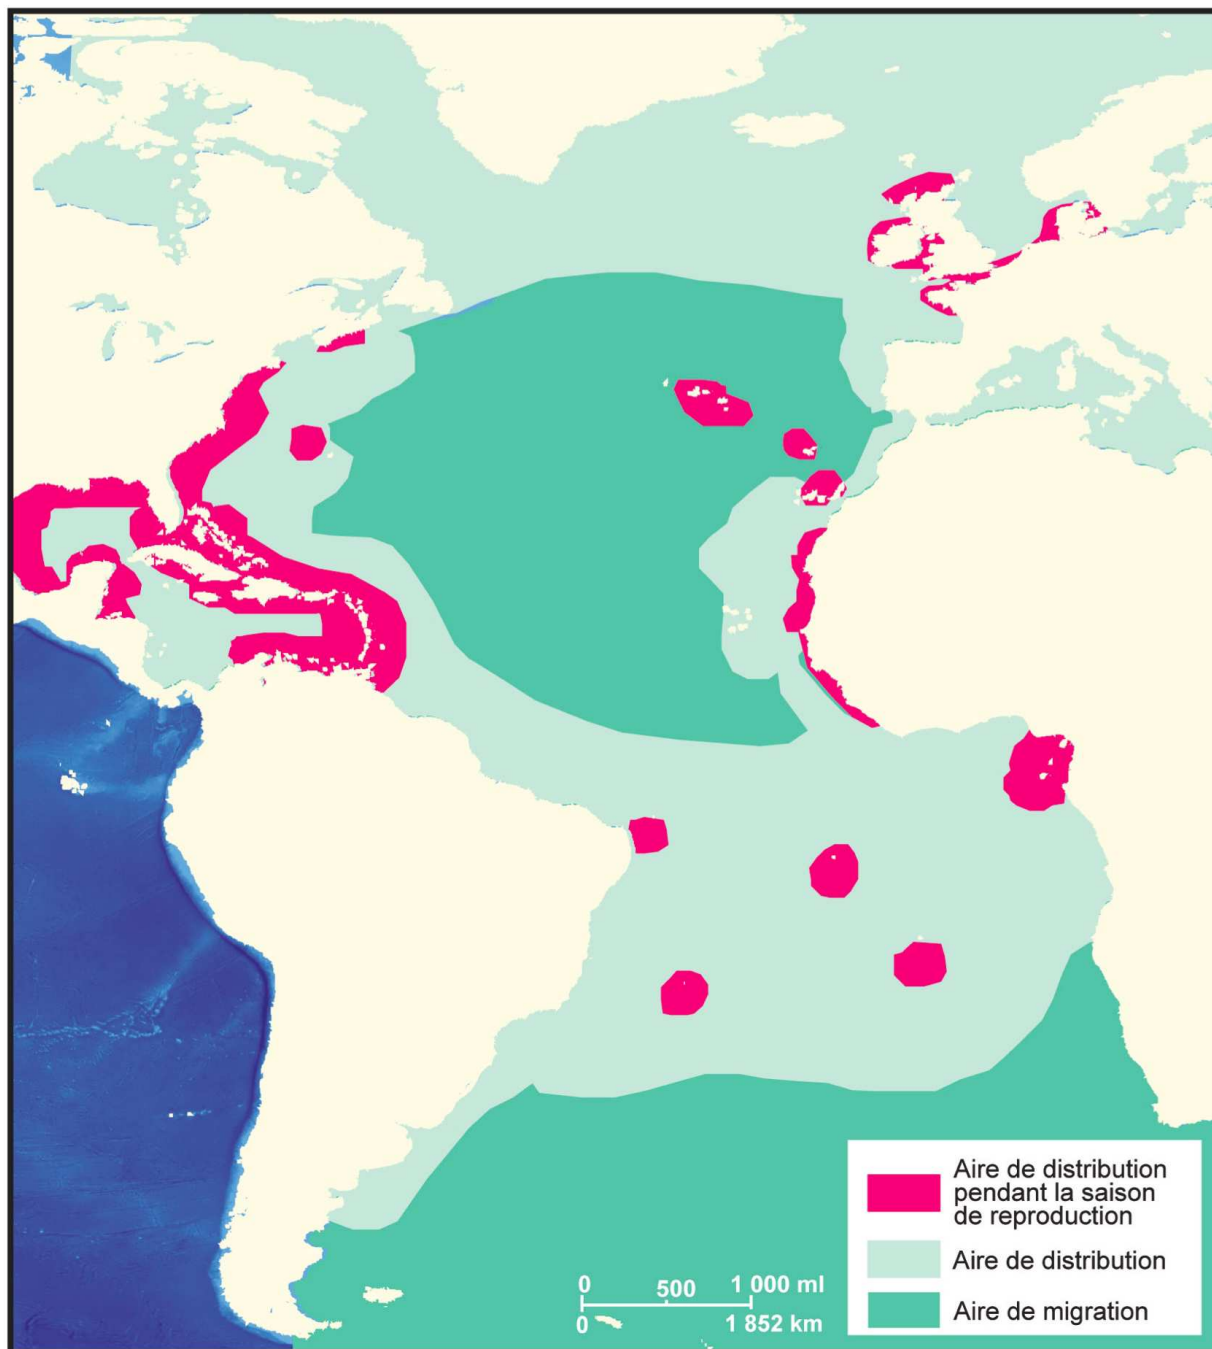 Aire de distribution
pendant la saison
de reproduction
Aire de distribution
Aire de migration
0 500 1 000 ml
0 1 852 km